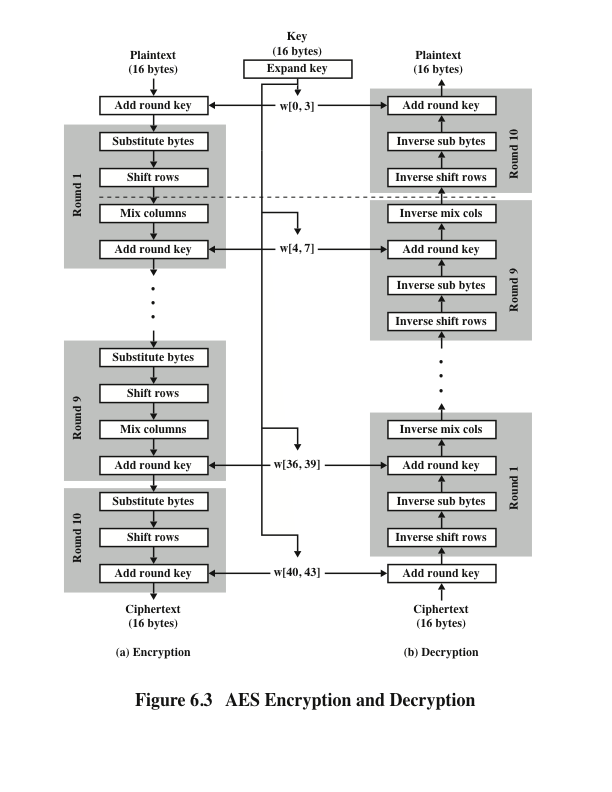 Key
(16 bytes)
Expand key
Plaintext
(16 bytes)
Add round key
Round 1
Substitute bytes
Shift rows
Mix columns
Add round key
Round 9
Substitute bytes
Shift rows
Mix columns
Add round key
Round 10
Substitute bytes
Shift rows
Add round key
Ciphertext
(16 bytes)
(a) Encryption
w[0, 3]
w[4, 7]
w[36, 39]
w[40, 43]
Plaintext
(16 bytes)
Add round key
Inverse sub bytes
Inverse shift rows
Round 10
Inverse mix cols
Add round key
Inverse sub bytes
Inverse shift rows
Round 9
Inverse mix cols
Add round key
Inverse sub bytes
Inverse shift rows
Round 1
Add round key
Ciphertext
(16 bytes)
(b) Decryption
Figure 6.3 AES Encryption and Decryption